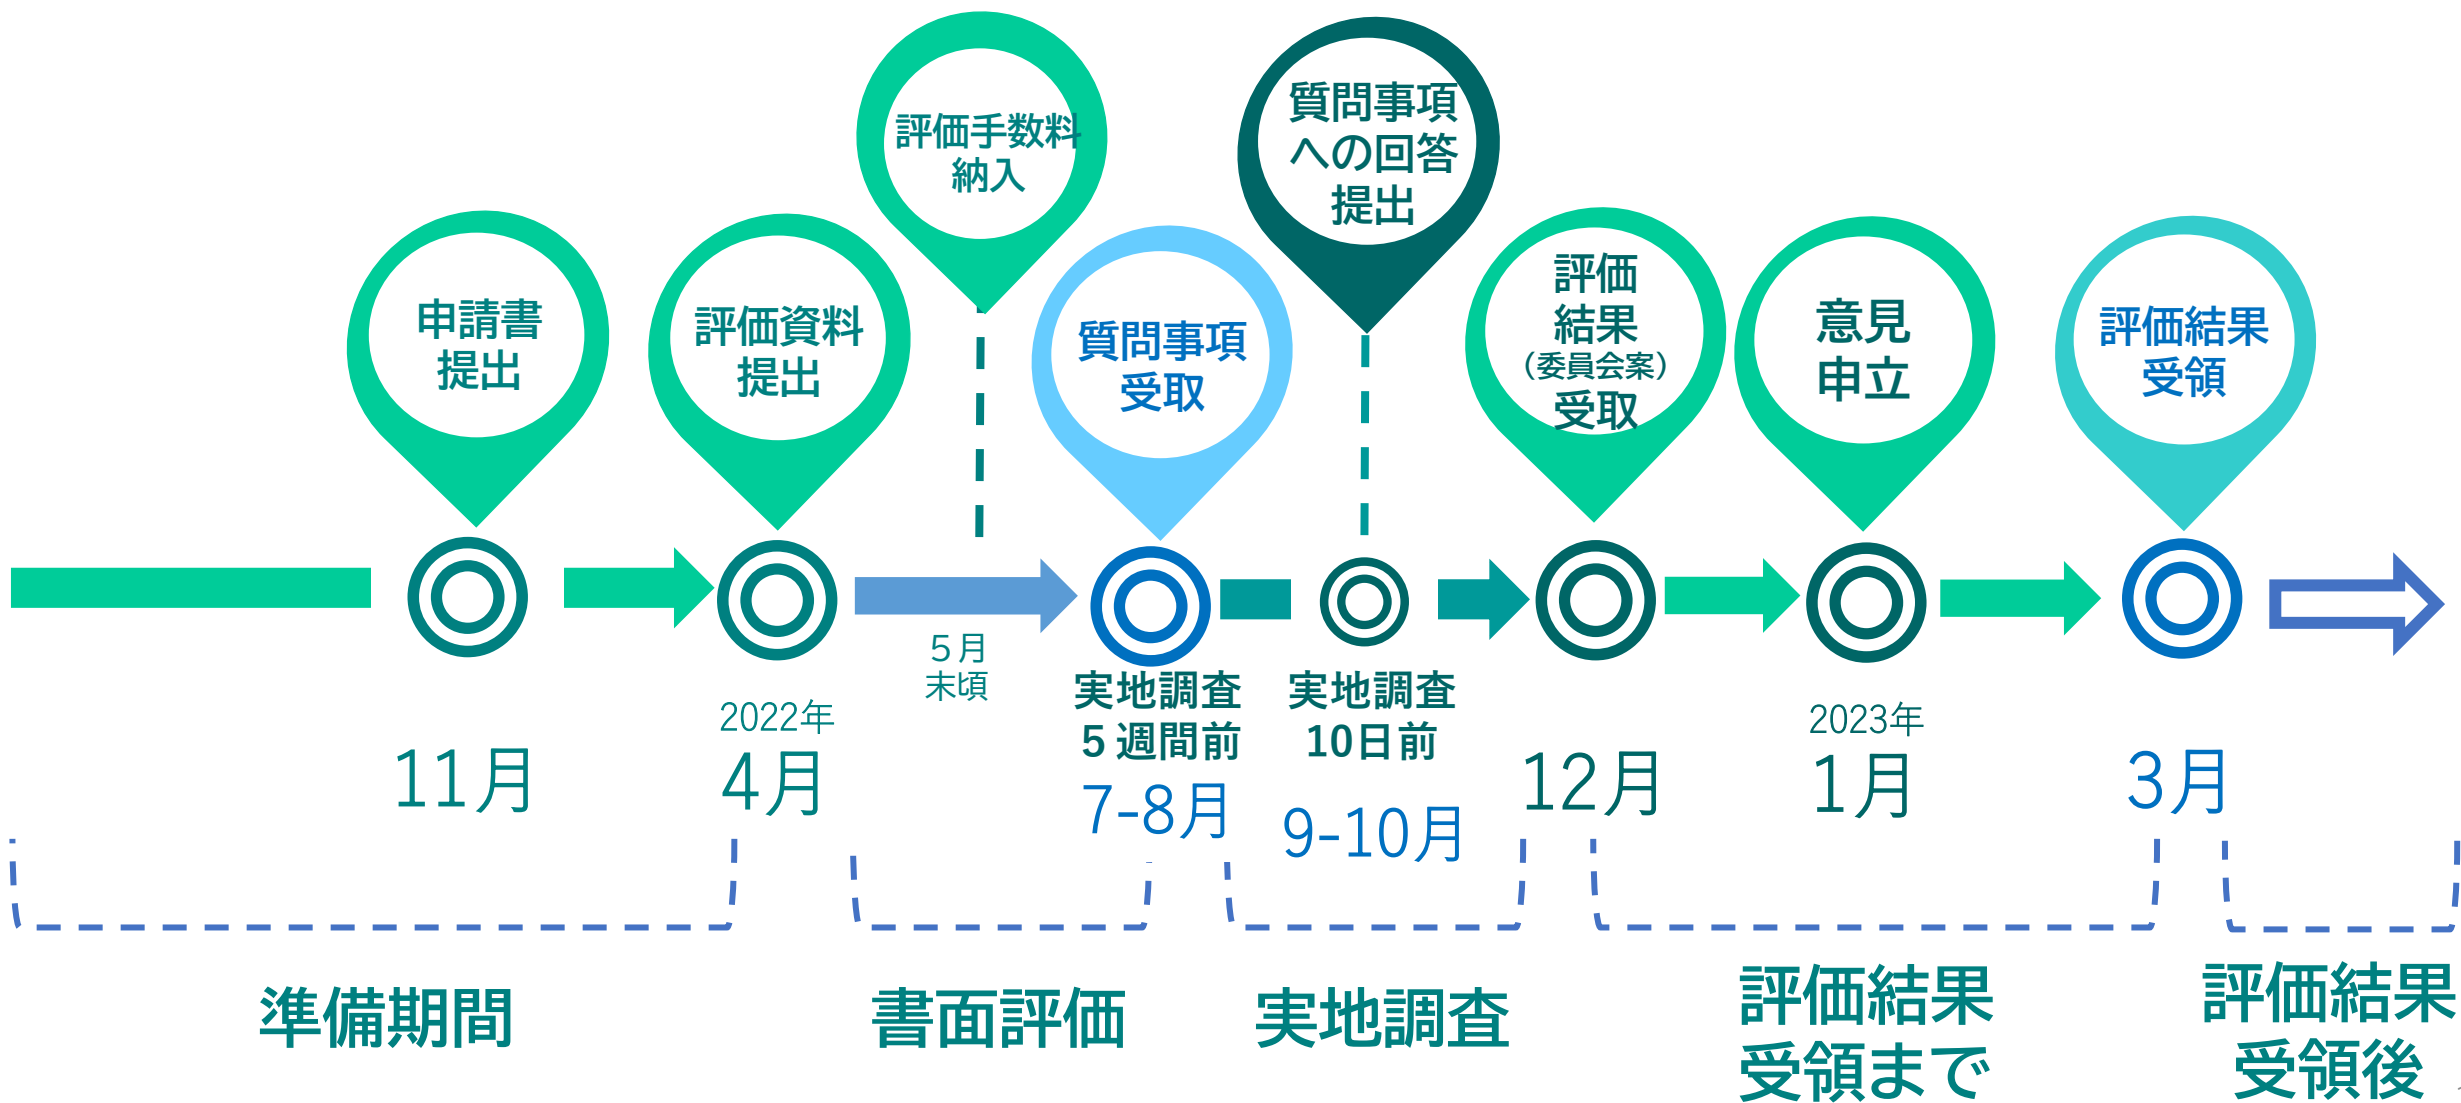 評価手数料
納入
質問事項
への回答
提出
申請書
提出
評価資料
提出
質問事項
受取
評価
結果
（委員会案）
受取
意見
申立
評価結果
受領
11月
2022年
4月
５月
末頃
実地調査
５週間前
7-8月
実地調査
10日前
9-10月
12月
2023年
1月
3月
準備期間
書面評価
実地調査
評価結果
受領まで
評価結果
受領後